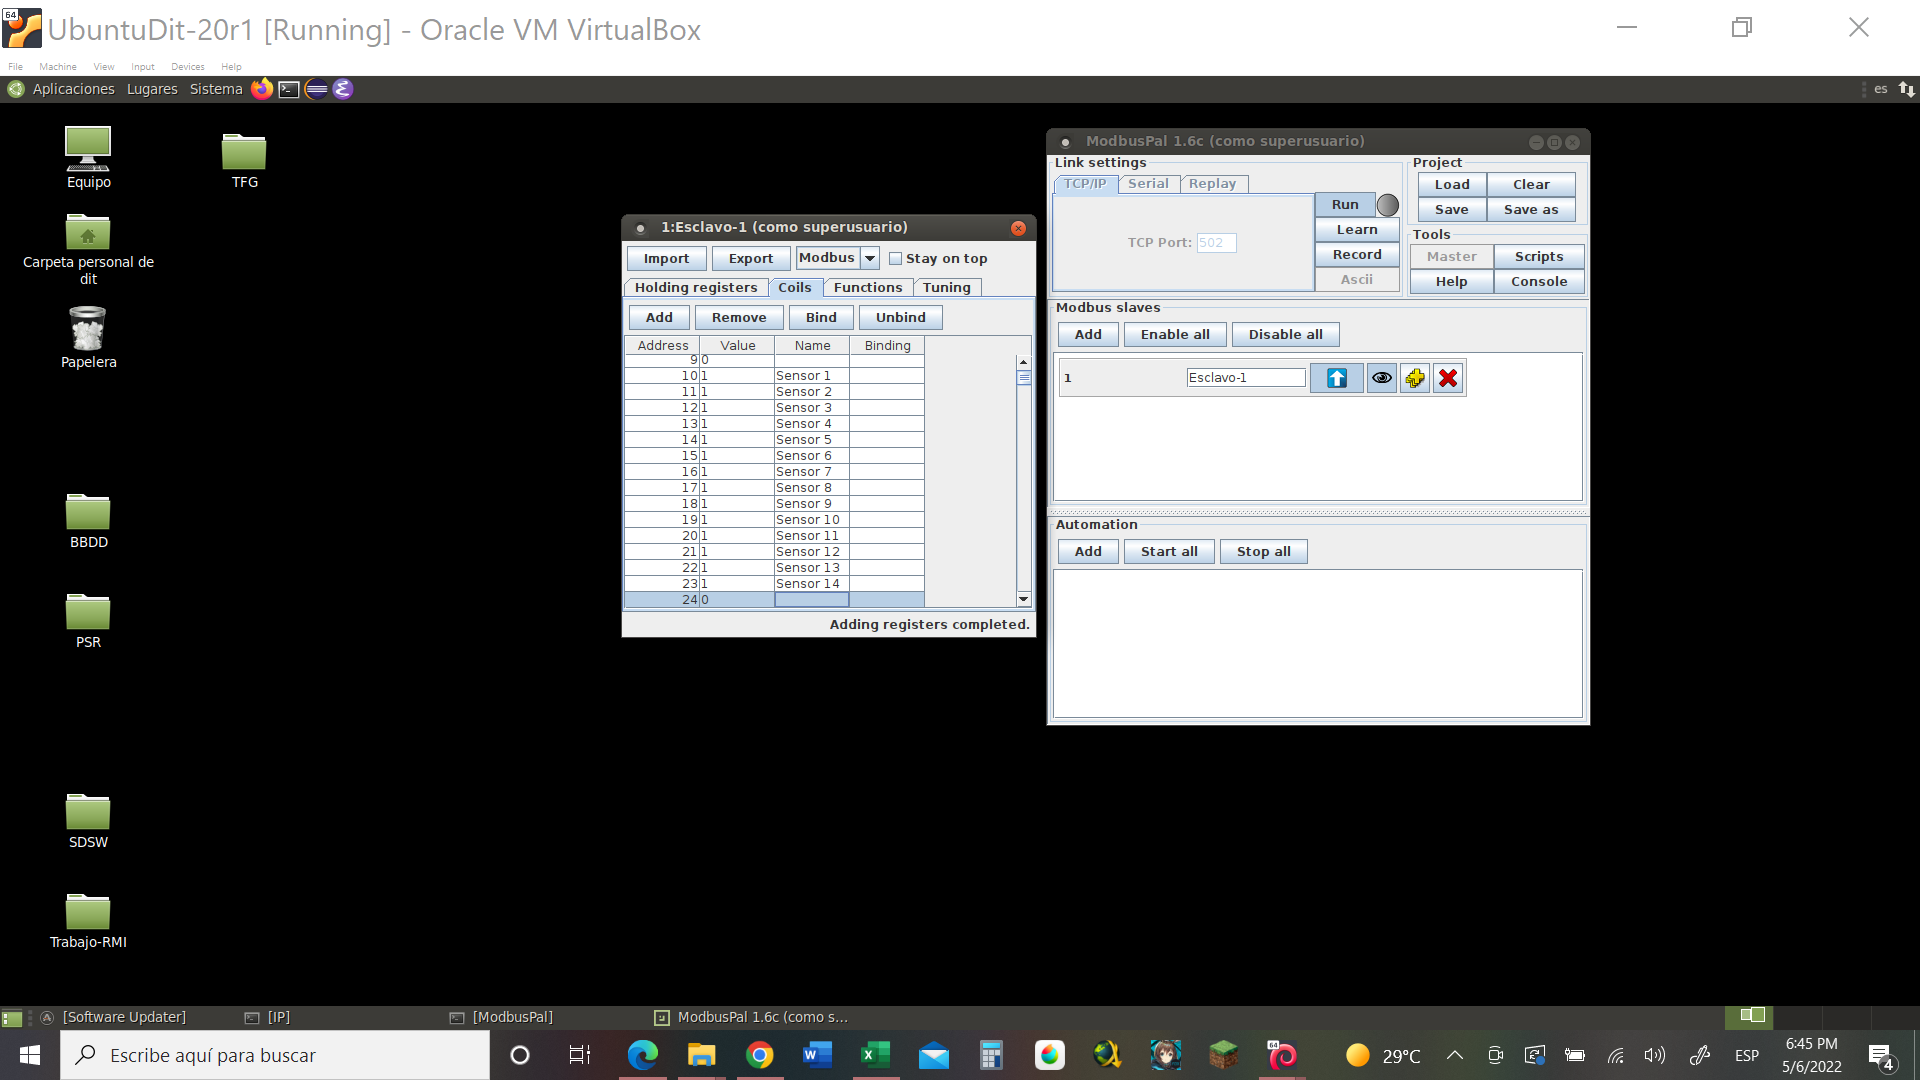 64
UbuntuDit-20r1 [Running] - Oracle VM VirtualBox
File Machine View Input Devices Help
Aplicaciones Lugares Sistema
es
Equipo
TFG
Carpeta personal de
dit
Papelera
BBDD
PSR
SDSW
Trabajo-RMI
1:Esclavo-1 (como superusuario)
Import Export Modbus Stay on top
Holding registers Coils Functions Tuning
Add Remove Bind Unbind
Address Value Name Binding
9 0
10 1 Sensor 1
11 1 Sensor 2
12 1 Sensor 3
13 1 Sensor 4
14 1 Sensor 5
15 1 Sensor 6
16 1 Sensor 7
17 1 Sensor 8
18 1 Sensor 9
19 1 Sensor 10
20 1 Sensor 11
21 1 Sensor 12
22 1 Sensor 13
23 1 Sensor 14
24 0
Adding registers completed.
ModbusPal 1.6c (como superusuario)
Link settings
TCP/IP Serial Replay
TCP Port: 502
Run
Learn
Record
Ascii
Project
Load Clear
Save Save as
Tools
Master Scripts
Help Console
Modbus slaves
Add Enable all Disable all
1 Esclavo-1
Automation
Add Start all Stop all
[Software Updater] [IP] [ModbusPal] ModbusPal 1.6c (como s...
Escribe aquí para buscar
64
29°C
ESP
6:45 PM
5/6/2022
4